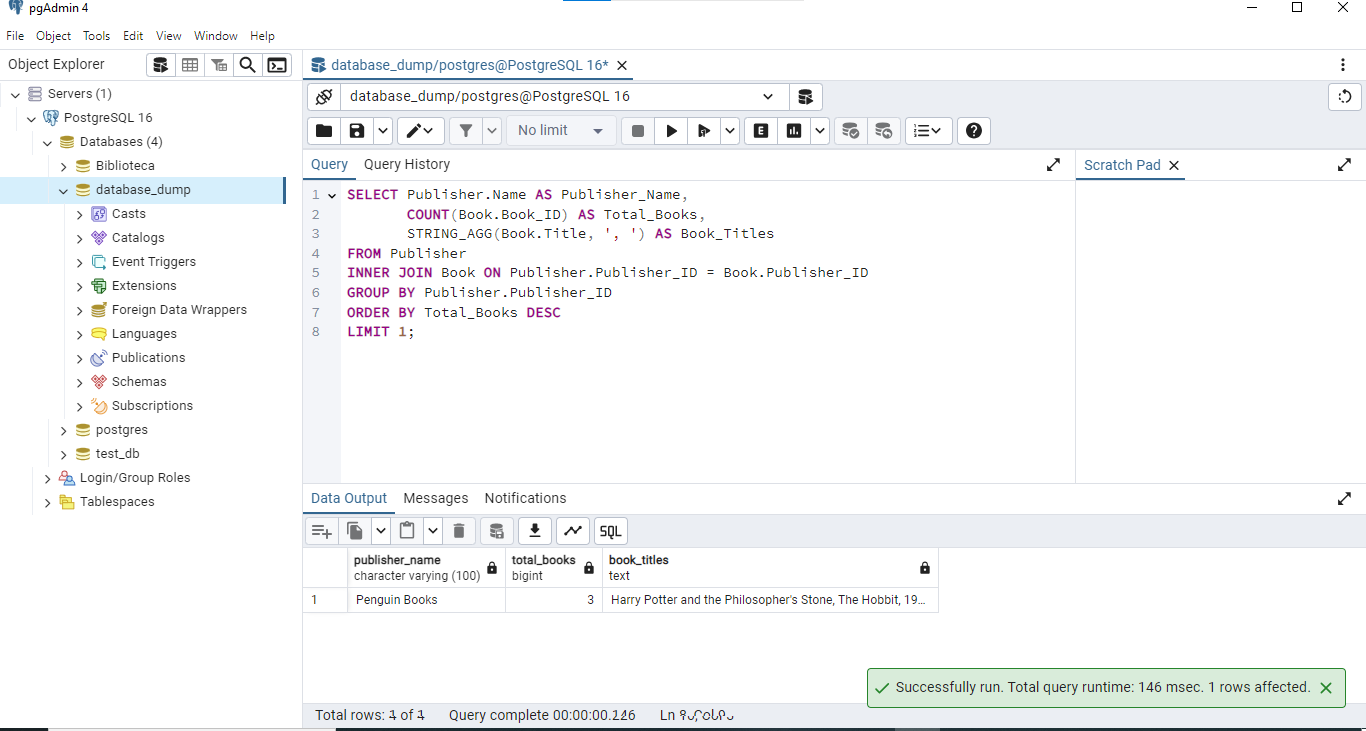 pgAdmin 4
File Object Tools Edit View Window Help
Object Explorer
database_dump/postgres@PostgreSQL 16*
Servers (1)
PostgreSQL 16
Databases (4)
Biblioteca
database_dump
Casts
Catalogs
Event Triggers
Extensions
Foreign Data Wrappers
Languages
Publications
Schemas
Subscriptions
postgres
test_db
Login/Group Roles
Tablespaces
database_dump/postgres@PostgreSQL 16
No limit
E
Query Query History
Scratch Pad
1 SELECT Publisher.Name AS Publisher_Name,
2 COUNT(Book.Book_ID) AS Total_Books,
3 STRING_AGG(Book.Title, ', ') AS Book_Titles
4 FROM Publisher
5 INNER JOIN Book ON Publisher.Publisher_ID = Book.Publisher_ID
6 GROUP BY Publisher.Publisher_ID
7 ORDER BY Total_Books DESC
8 LIMIT 1;
Data Output Messages Notifications
SQL
publisher_name total_books book_titles
character varying (100) bigint text
1 Penguin Books 3 Harry Potter and the Philosopher's Stone, The Hobbit, 19...
Successfully run. Total query runtime: 146 msec. 1 rows affected.
Total rows: 1 of 1 Query complete 00:00:00. Ln